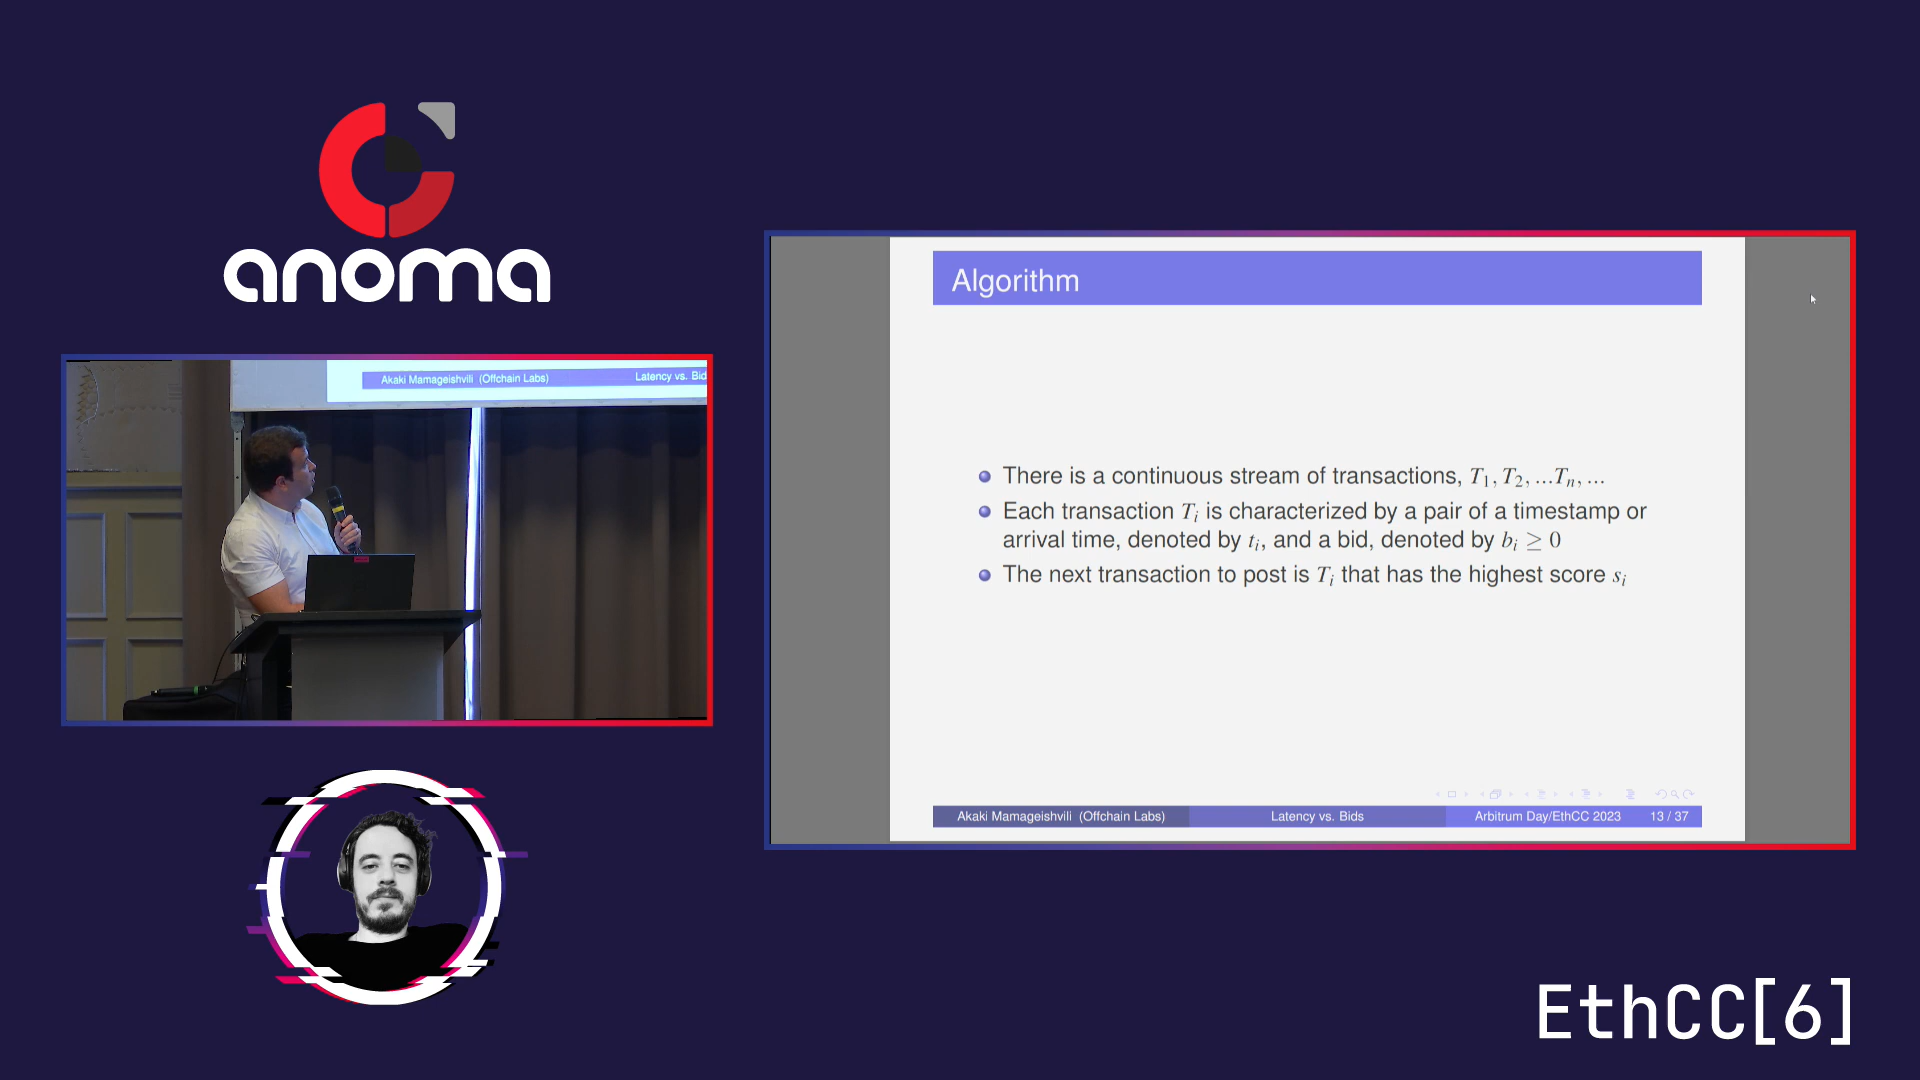 anoma
Akaki Mamageishvili (Offchain Labs)
Latency vs. Bid
Algorithm
There is a continuous stream of transactions, T₁, T₂, ...Tₙ, ...
Each transaction Tᵢ is characterized by a pair of a timestamp or
arrival time, denoted by tᵢ, and a bid, denoted by bᵢ ≥ 0
The next transaction to post is Tᵢ that has the highest score sᵢ
Akaki Mamageishvili (Offchain Labs)
Latency vs. Bids
Arbitrum Day/EthCC 2023
13 / 37
EthCC[6]